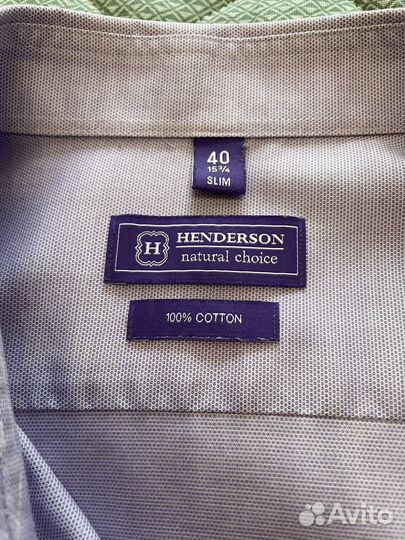 40
15 3/4
SLIM
H HENDERSON
natural choice
100% COTTON
Avito